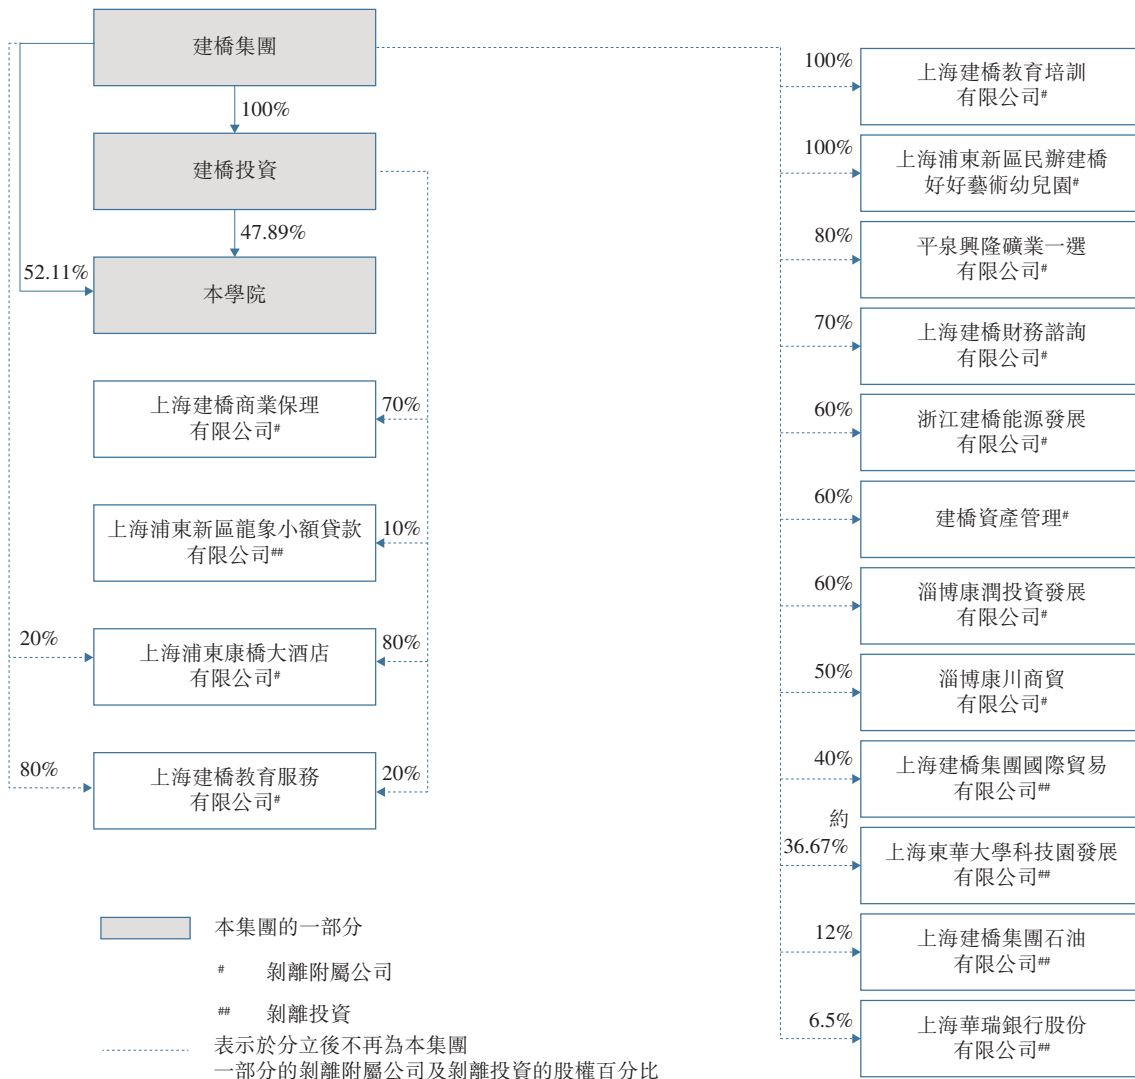 建橋集團
100%
建橋投資
47.89%
52.11%
本學院
上海建橋商業保理
有限公司#
70%
上海浦東新區龍象小額貸款
有限公司##
10%
20%
上海浦東康橋大酒店
有限公司#
80%
80%
上海建橋教育服務
有限公司#
20%
100%
上海建橋教育培訓
有限公司#
100%
上海浦東新區民辦建橋
好好藝術幼兒園#
80%
平泉興隆礦業一選
有限公司#
70%
上海建橋財務諮詢
有限公司#
60%
浙江建橋能源發展
有限公司#
60%
建橋資產管理#
60%
淄博康潤投資發展
有限公司#
50%
淄博康川商貿
有限公司#
40%
上海建橋集團國際貿易
有限公司##
約
36.67%
上海東華大學科技園發展
有限公司##
12%
上海建橋集團石油
有限公司##
6.5%
上海華瑞銀行股份
有限公司##
本集團的一部分
# 剝離附屬公司
## 剝離投資
表示於分立後不再為本集團
一部分的剝離附屬公司及剝離投資的股權百分比